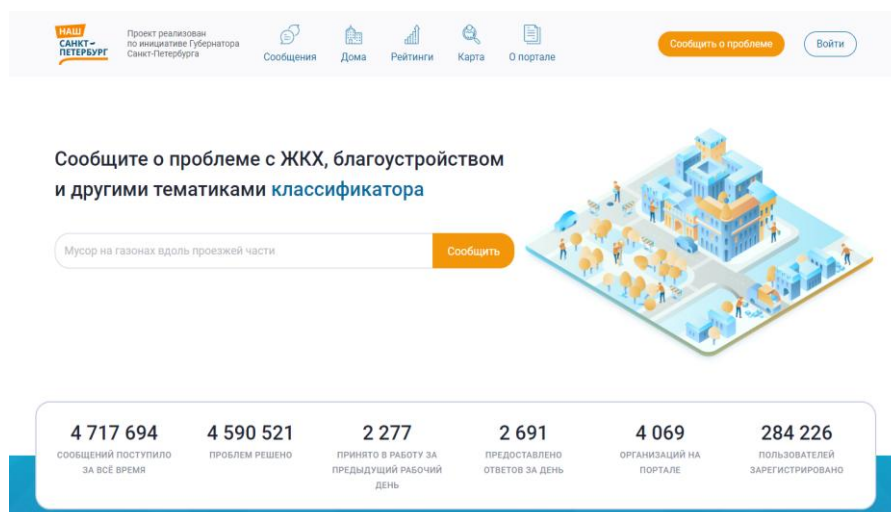 НАШ
САНКТ-
ПЕТЕРБУРГ
Проект реализован
по инициативе Губернатора
Санкт-Петербурга
Сообщения
Дома
Рейтинги
Карта
О портале
Сообщить о проблеме
Войти
Сообщите о проблеме с ЖКХ, благоустройством
и другими тематиками классификатора
Мусор на газонах вдоль проезжей части
Сообщить
4 717 694
СООБЩЕНИЙ ПОСТУПИЛО
ЗА ВСЁ ВРЕМЯ
4 590 521
ПРОБЛЕМ РЕШЕНО
2 277
ПРИНЯТО В РАБОТУ ЗА
ПРЕДЫДУЩИЙ РАБОЧИЙ
ДЕНЬ
2 691
ПРЕДОСТАВЛЕНО
ОТВЕТОВ ЗА ДЕНЬ
4 069
ОРГАНИЗАЦИЙ НА
ПОРТАЛЕ
284 226
ПОЛЬЗОВАТЕЛЕЙ
ЗАРЕГИСТРИРОВАНО